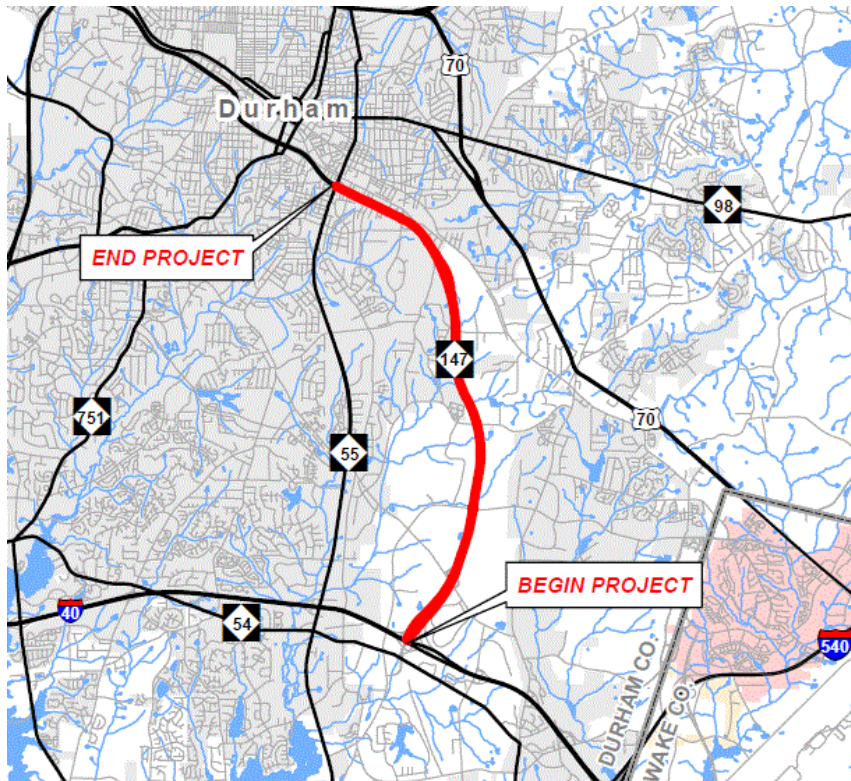 70
Durham
98
END PROJECT
147
751
70
55
BEGIN PROJECT
40
54
540
DURHAM CO.
WAKE CO.